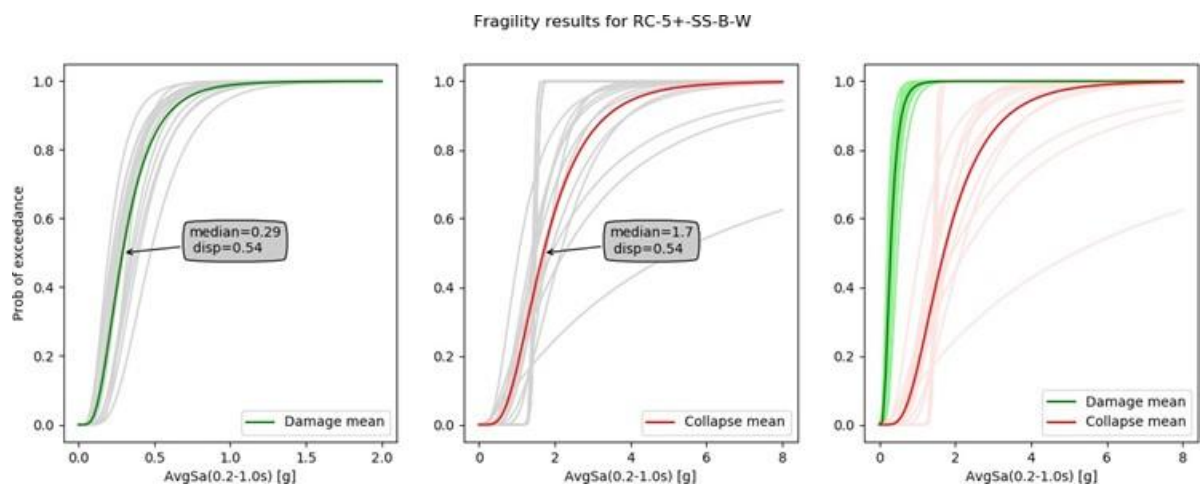 Fragility results for RC-5+-SS-B-W
Prob of exceedance
1.0
0.8
0.6
0.4
0.2
0.0
median=0.29
disp=0.54
Damage mean
0.0 0.5 1.0 1.5 2.0
AvgSa(0.2-1.0s) [g]
1.0
0.8
0.6
0.4
0.2
0.0
median=1.7
disp=0.54
Collapse mean
0 2 4 6 8
AvgSa(0.2-1.0s) [g]
1.0
0.8
0.6
0.4
0.2
0.0
Damage mean
Collapse mean
0 2 4 6 8
AvgSa(0.2-1.0s) [g]